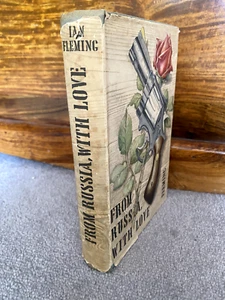 IAN
FLEMING
FROM RUSSIA, WITH LOVE
FROM
RUSSIA
WITH LOVE